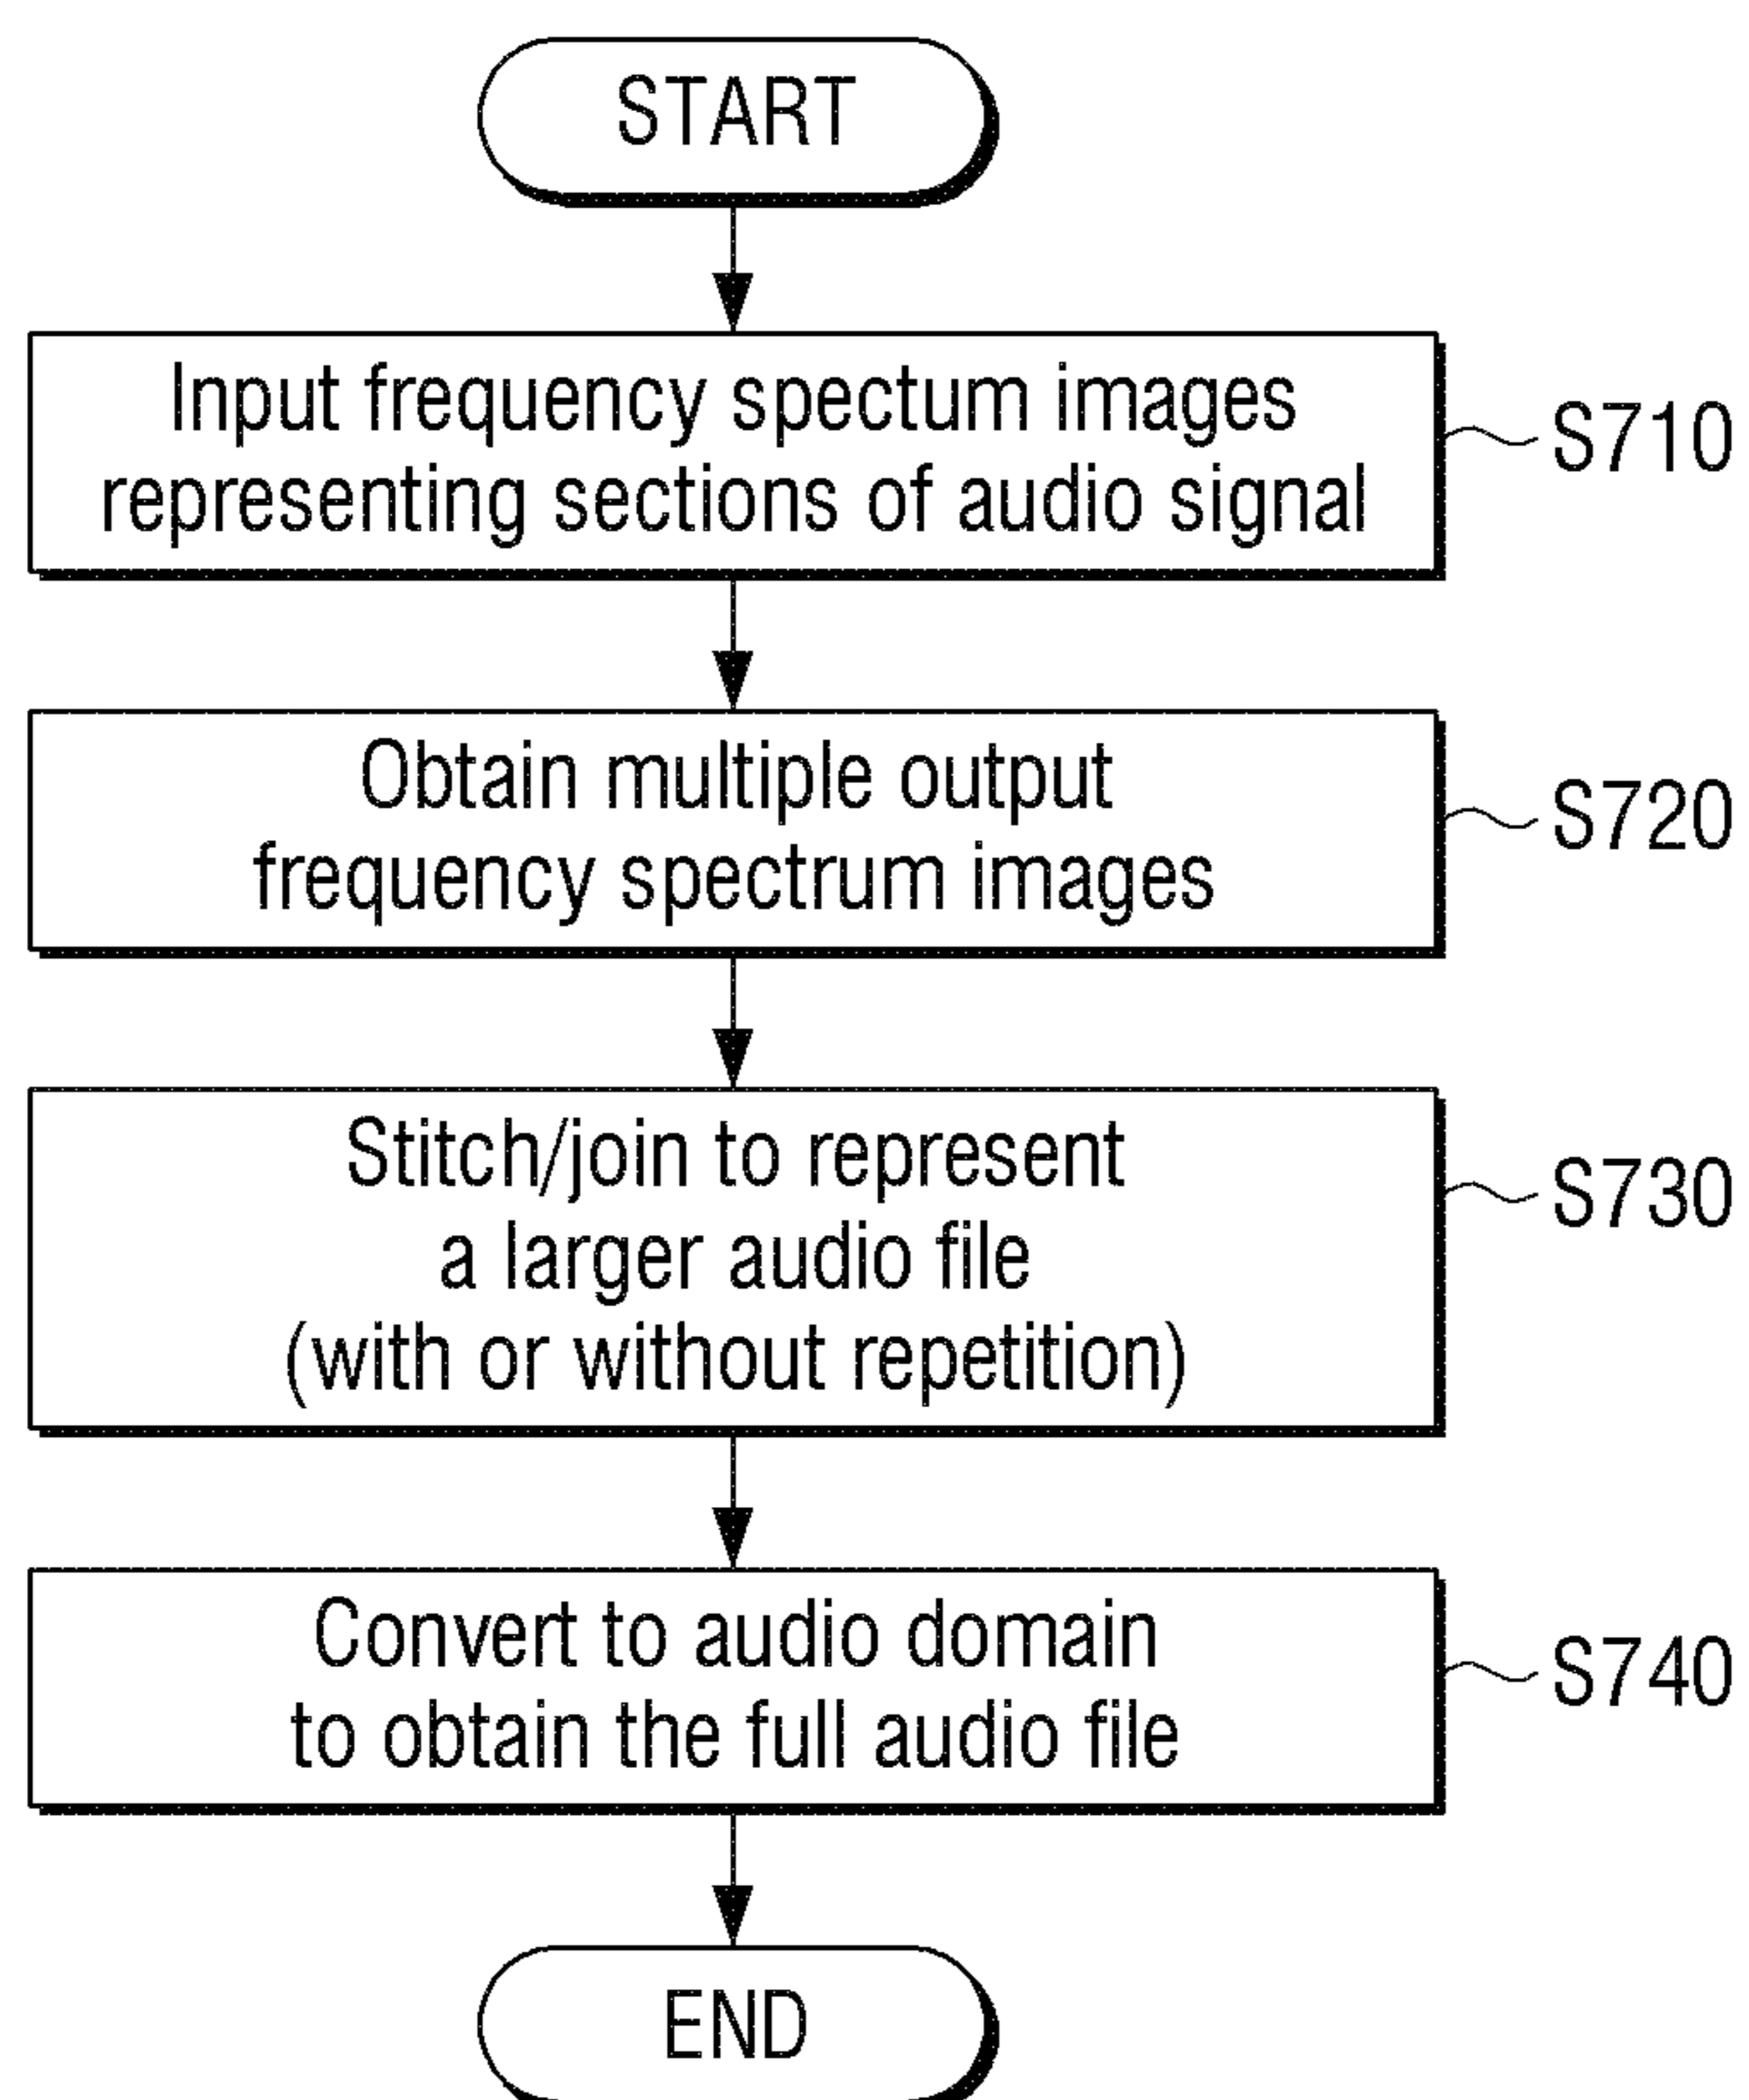 START
Input frequency spectum images
representing sections of audio signal
S710
Obtain multiple output
frequency spectrum images
S720
Stitch/join to represent
a larger audio file
(with or without repetition)
S730
Convert to audio domain
to obtain the full audio file
S740
END